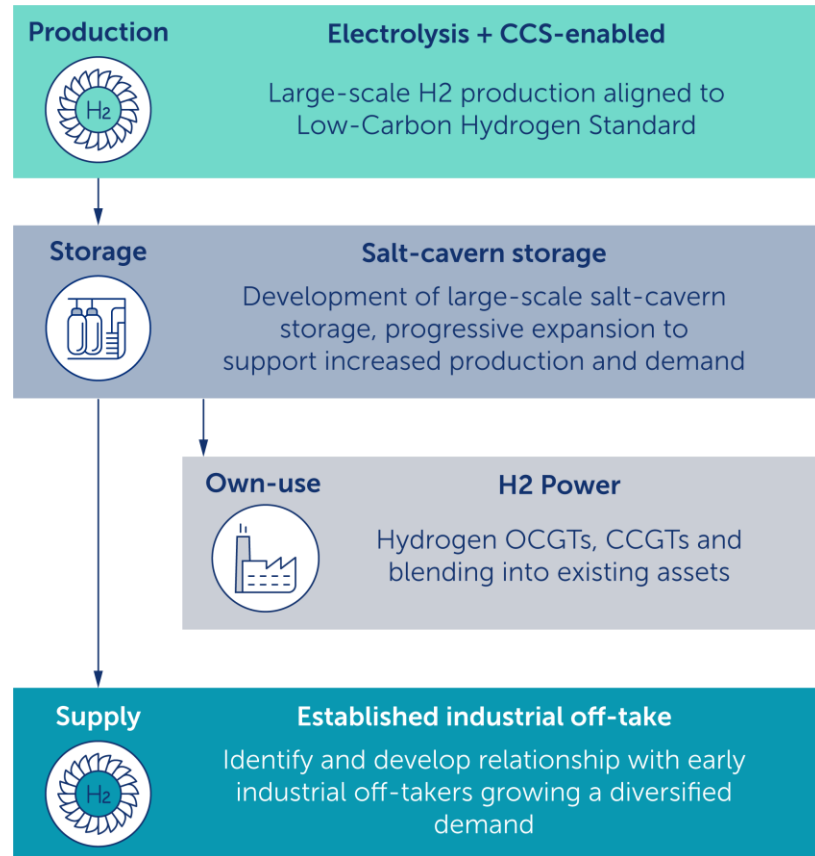 Production
Electrolysis + CCS-enabled
H2
Large-scale H2 production aligned to
Low-Carbon Hydrogen Standard
Storage
Salt-cavern storage
Development of large-scale salt-cavern
storage, progressive expansion to
support increased production and demand
Own-use
H2 Power
Hydrogen OCGTs, CCGTs and
blending into existing assets
Supply
Established industrial off-take
H2
Identify and develop relationship with early
industrial off-takers growing a diversified
demand